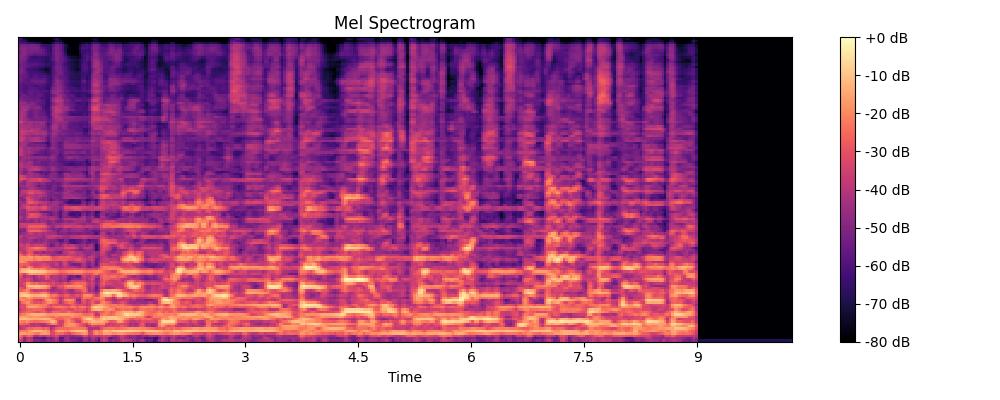 Mel Spectrogram
+0 dB
-10 dB
-20 dB
-30 dB
-40 dB
-50 dB
-60 dB
-70 dB
-80 dB
0 1.5 3 4.5 6 7.5 9
Time